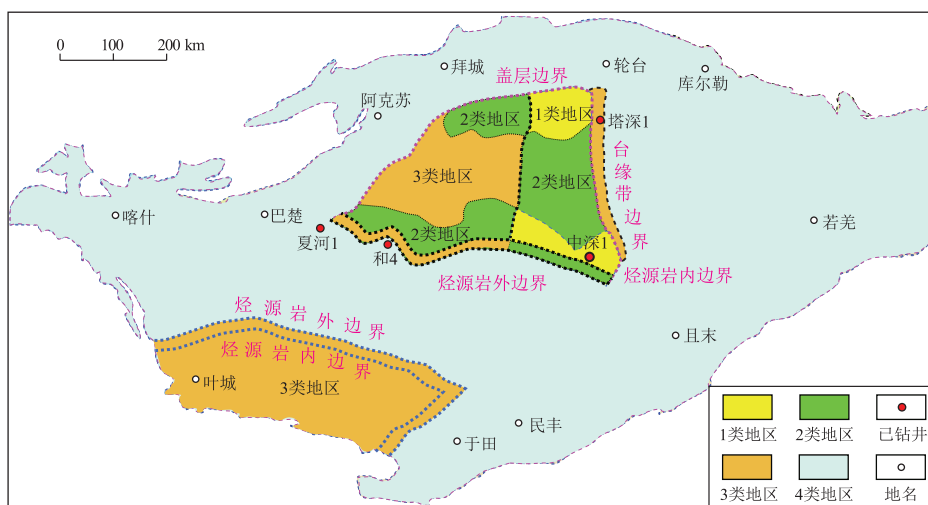 0 100 200 km
拜城
轮台
库尔勒
盖层边界
阿克苏
2类地区
1类地区
塔深1
台缘带边界
3类地区
2类地区
喀什
巴楚
若羌
夏河1
2类地区
和4
中深1
烃源岩外边界
烃源岩内边界
烃源岩外边界
烃源岩内边界
且末
叶城
3类地区
民丰
于田
1类地区
2类地区
已钻井
3类地区
4类地区
地名